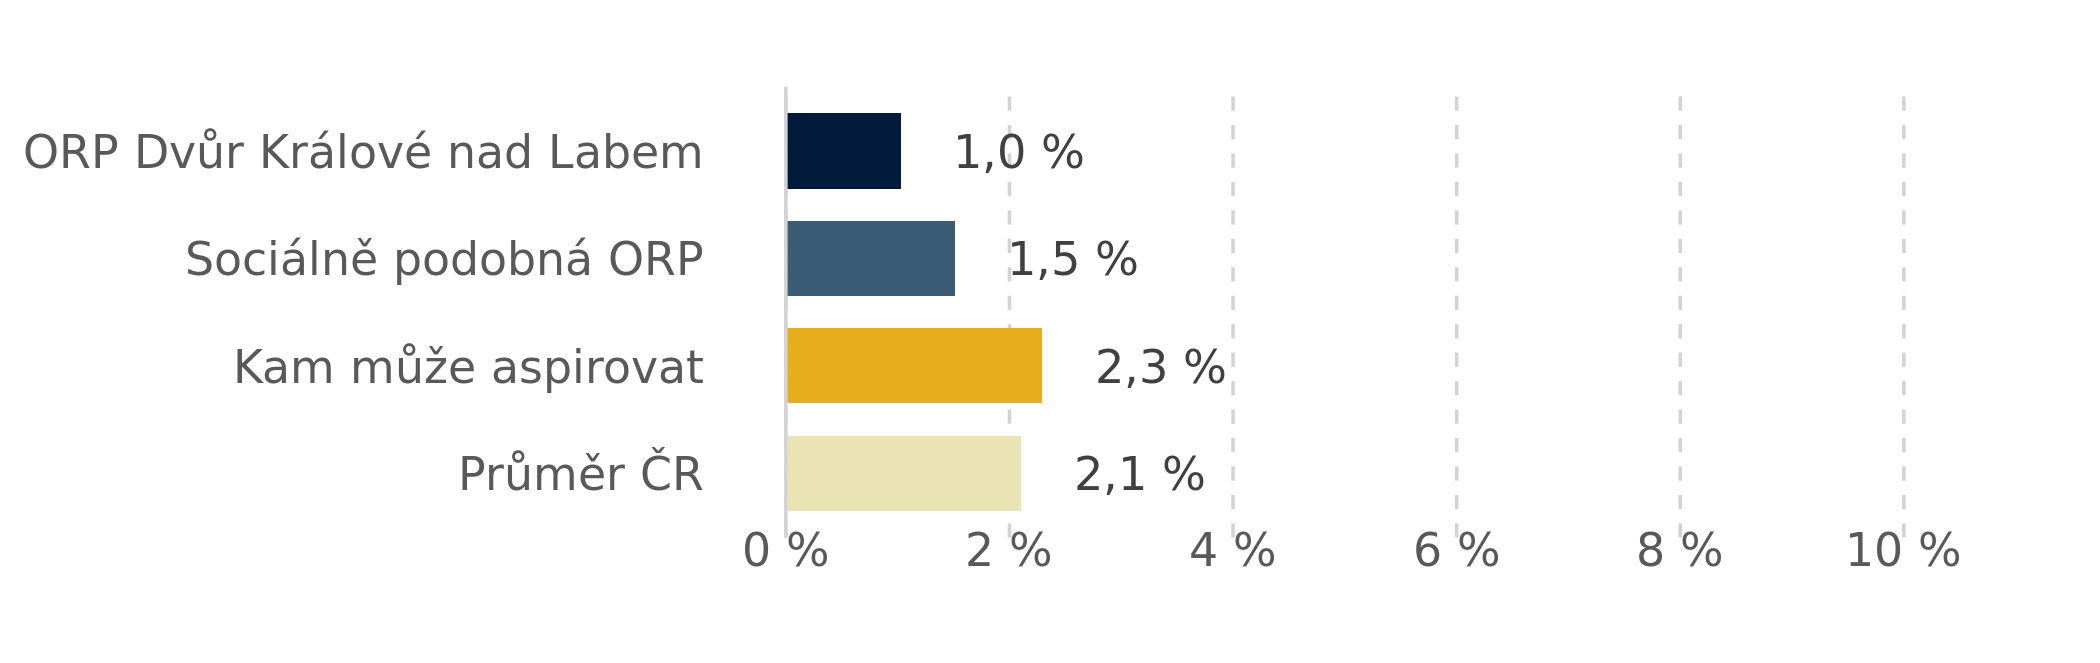 ORP Dvůr Králové nad Labem 1,0 %
Sociálně podobná ORP 1,5 %
Kam může aspirovat 2,3 %
Průměr ČR 2,1 %
0 % 2 % 4 % 6 % 8 % 10 %